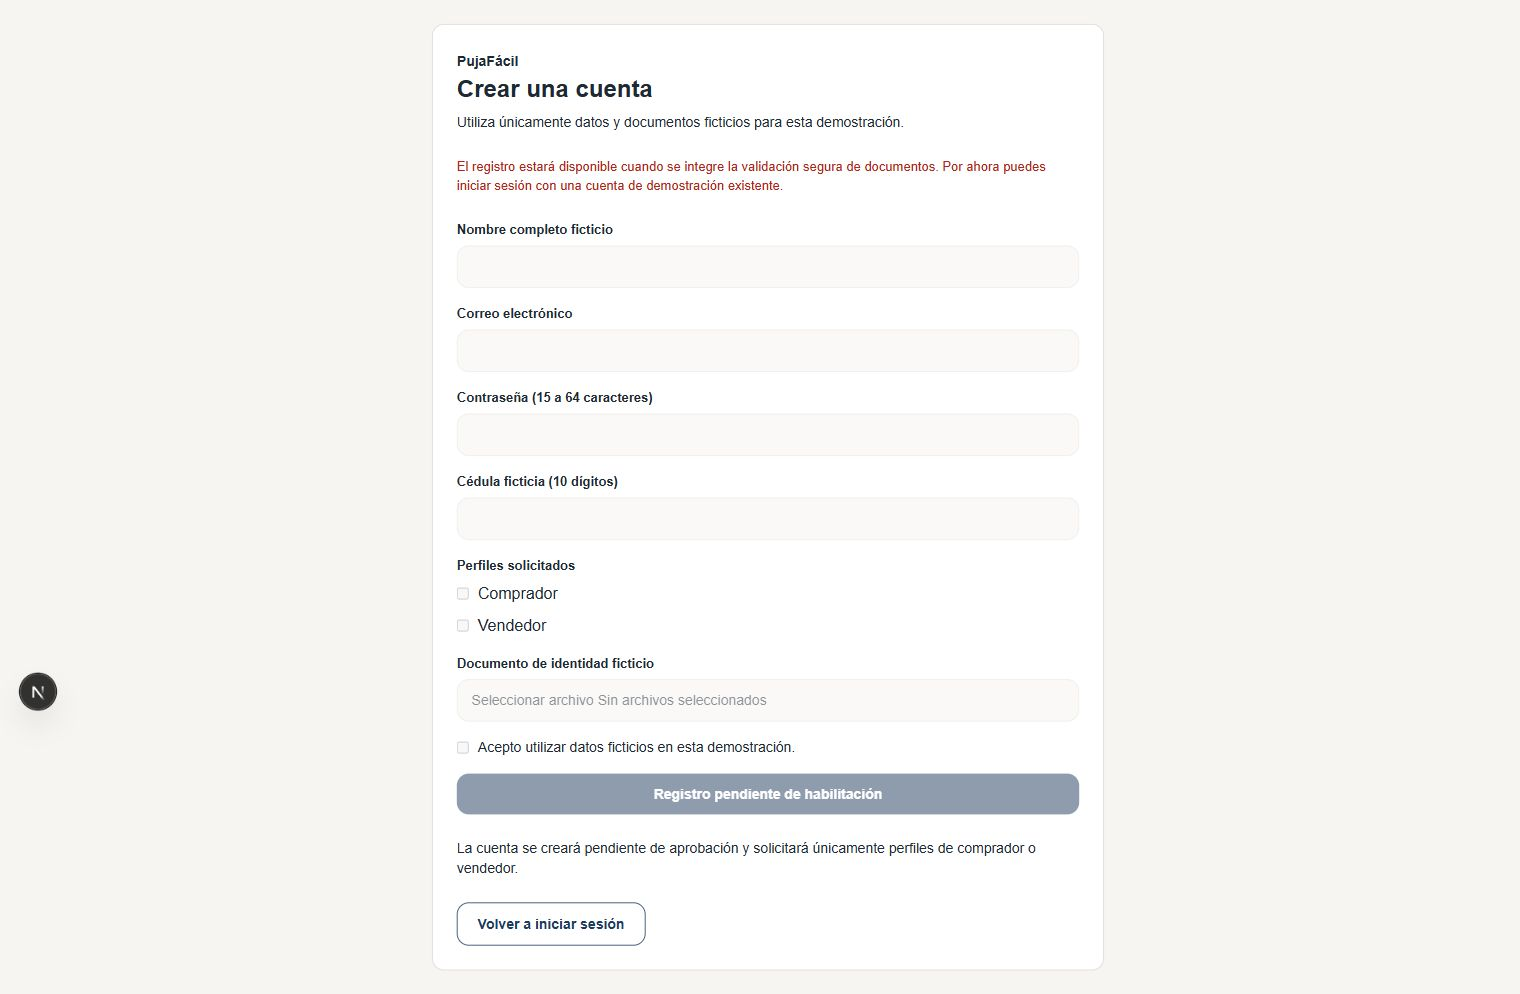 PujaFácil
Crear una cuenta
Utiliza únicamente datos y documentos ficticios para esta demostración.
El registro estará disponible cuando se integre la validación segura de documentos. Por ahora puedes
iniciar sesión con una cuenta de demostración existente.
Nombre completo ficticio
Correo electrónico
Contraseña (15 a 64 caracteres)
Cédula ficticia (10 dígitos)
Perfiles solicitados
Comprador
Vendedor
Documento de identidad ficticio
Seleccionar archivo Sin archivos seleccionados
Acepto utilizar datos ficticios en esta demostración.
N
Registro pendiente de habilitación
La cuenta se creará pendiente de aprobación y solicitará únicamente perfiles de comprador o
vendedor.
Volver a iniciar sesión